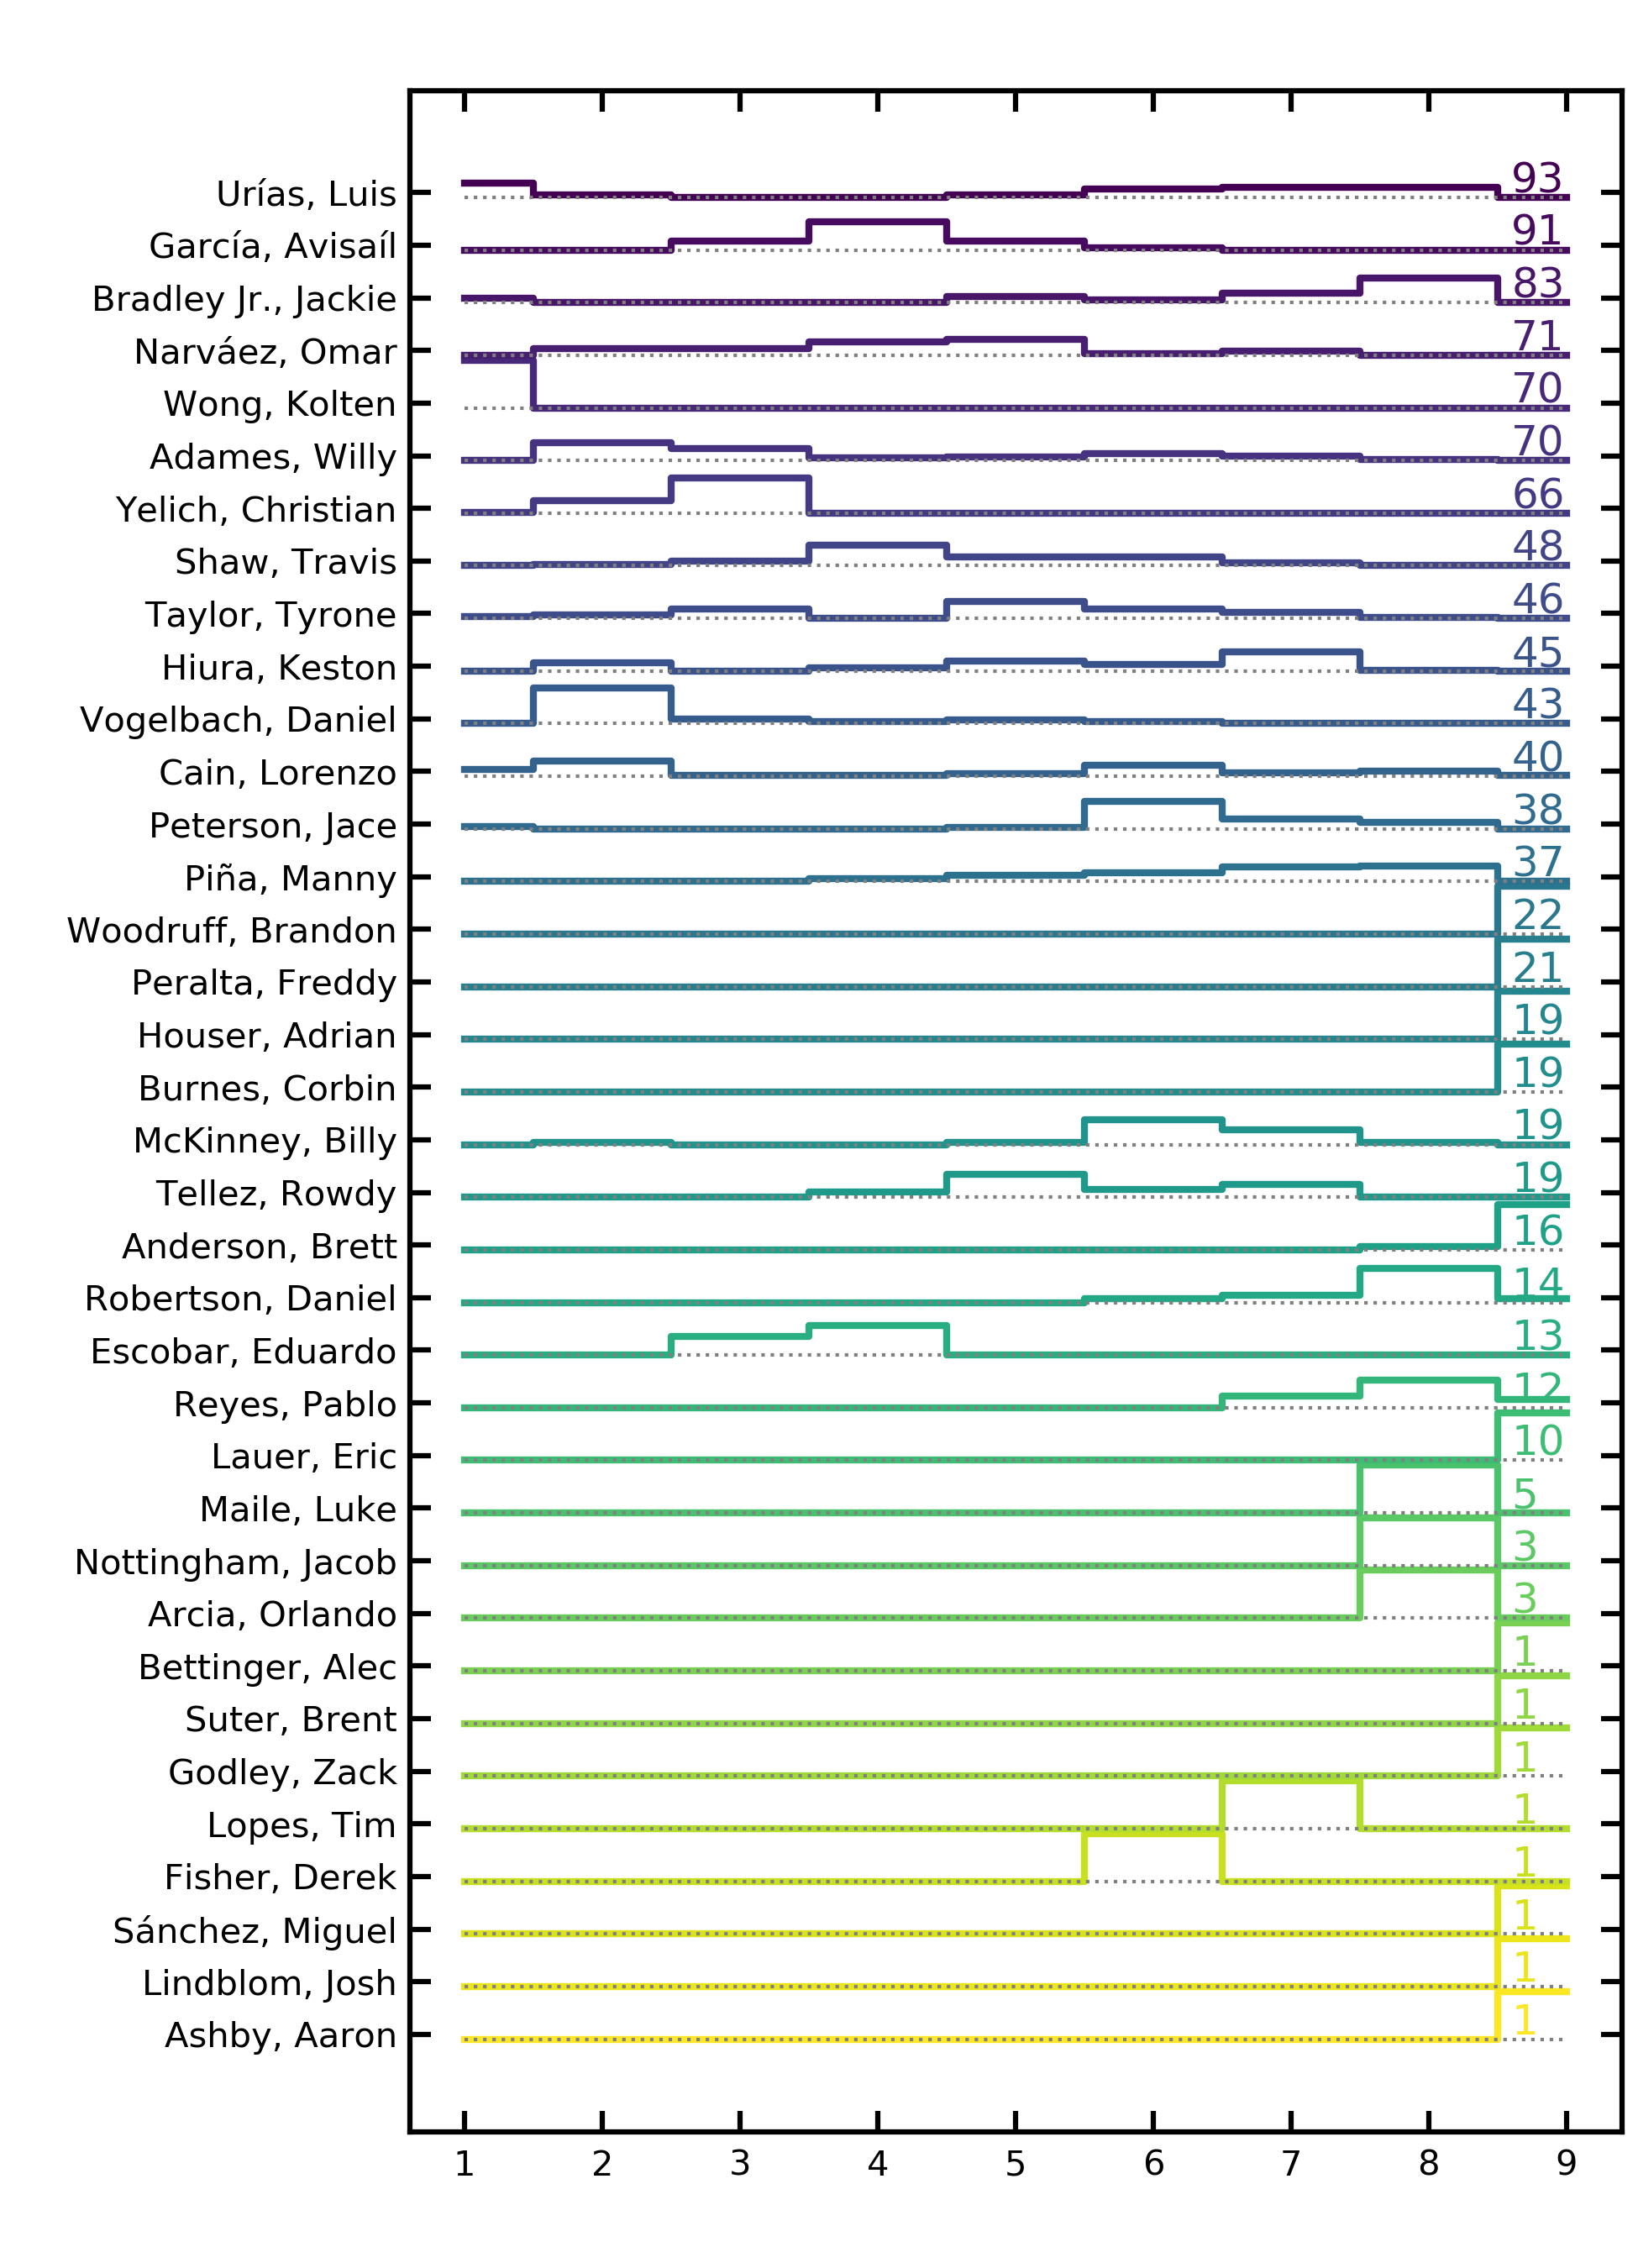 Urías, Luis 93
García, Avisaíl 91
Bradley Jr., Jackie 83
Narváez, Omar 71
Wong, Kolten 70
Adames, Willy 70
Yelich, Christian 66
Shaw, Travis 48
Taylor, Tyrone 46
Hiura, Keston 45
Vogelbach, Daniel 43
Cain, Lorenzo 40
Peterson, Jace 38
Piña, Manny 37
Woodruff, Brandon 22
Peralta, Freddy 21
Houser, Adrian 19
Burnes, Corbin 19
McKinney, Billy 19
Tellez, Rowdy 19
Anderson, Brett 16
Robertson, Daniel 14
Escobar, Eduardo 13
Reyes, Pablo 12
Lauer, Eric 10
Maile, Luke 5
Nottingham, Jacob 3
Arcia, Orlando 3
Bettinger, Alec 1
Suter, Brent 1
Godley, Zack 1
Lopes, Tim 1
Fisher, Derek 1
Sánchez, Miguel 1
Lindblom, Josh 1
Ashby, Aaron 1
1 2 3 4 5 6 7 8 9